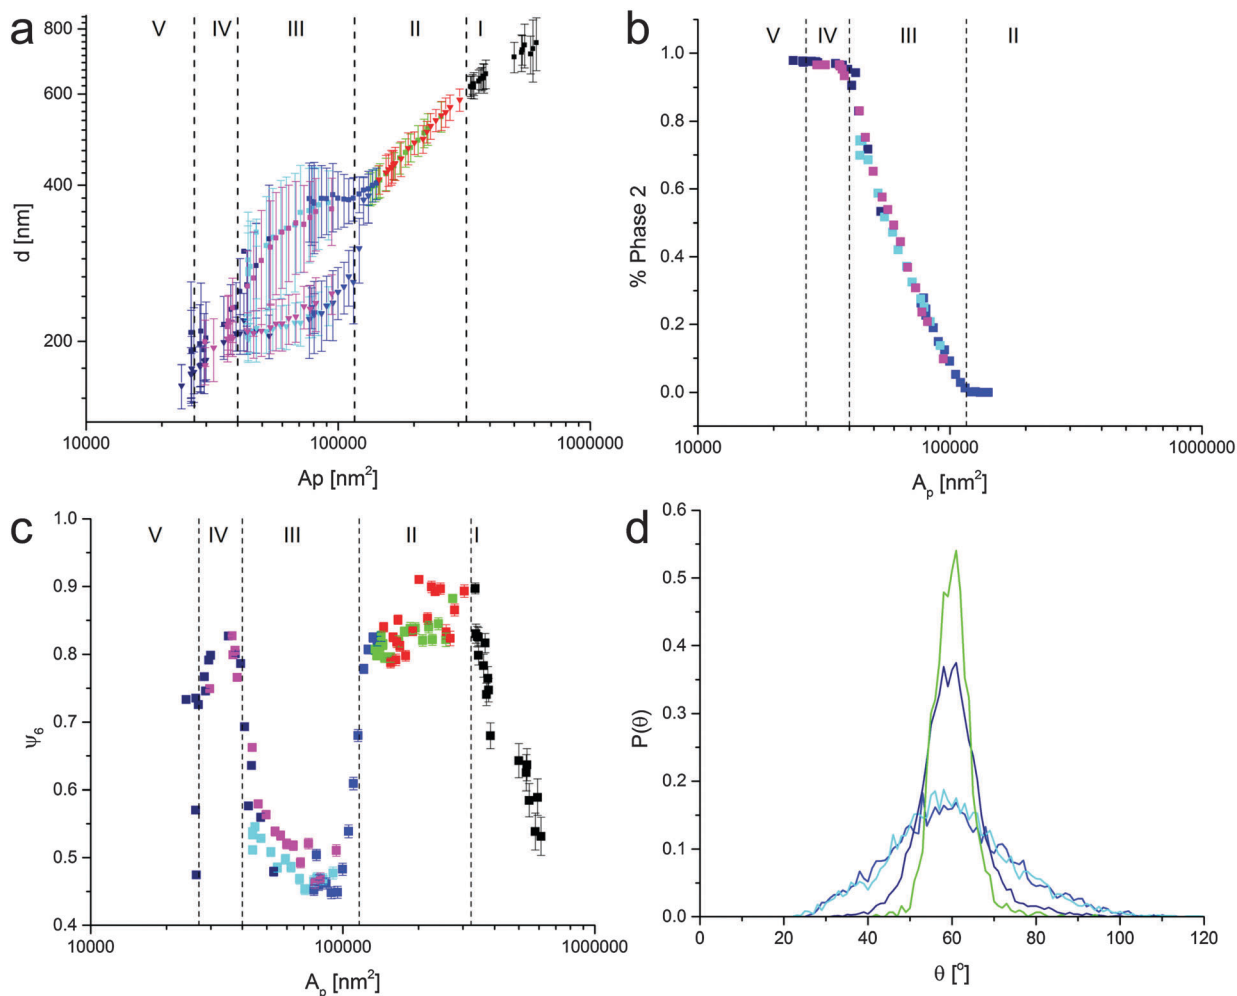 a
V IV III II I
800
600
400
200
d [nm]
10000 100000 1000000
Ap [nm²]
b
V IV III II
1.0
0.8
0.6
0.4
0.2
0.0
% Phase 2
10000 100000 1000000
Aₚ [nm²]
c
V IV III II I
1.0
0.9
0.8
0.7
0.6
0.5
0.4
ψ₆
10000 100000 1000000
Aₚ [nm²]
d
0.6
0.5
0.4
0.3
0.2
0.1
0.0
P(θ)
0 20 40 60 80 100 120
θ [°]